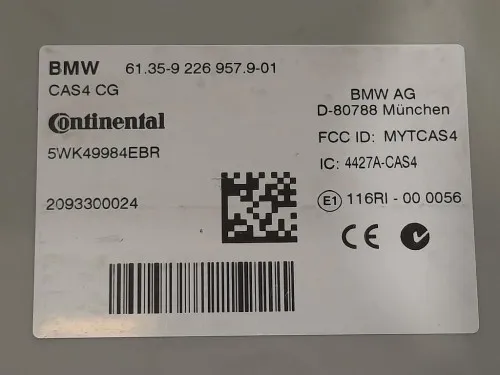 BMW 61.35-9 226 957.9-01
CAS4 CG
Continental
5WK49984EBR
2093300024
BMW AG
D-80788 München
FCC ID: MYTCAS4
IC: 4427A-CAS4
E1 116RI - 00 0056
CE